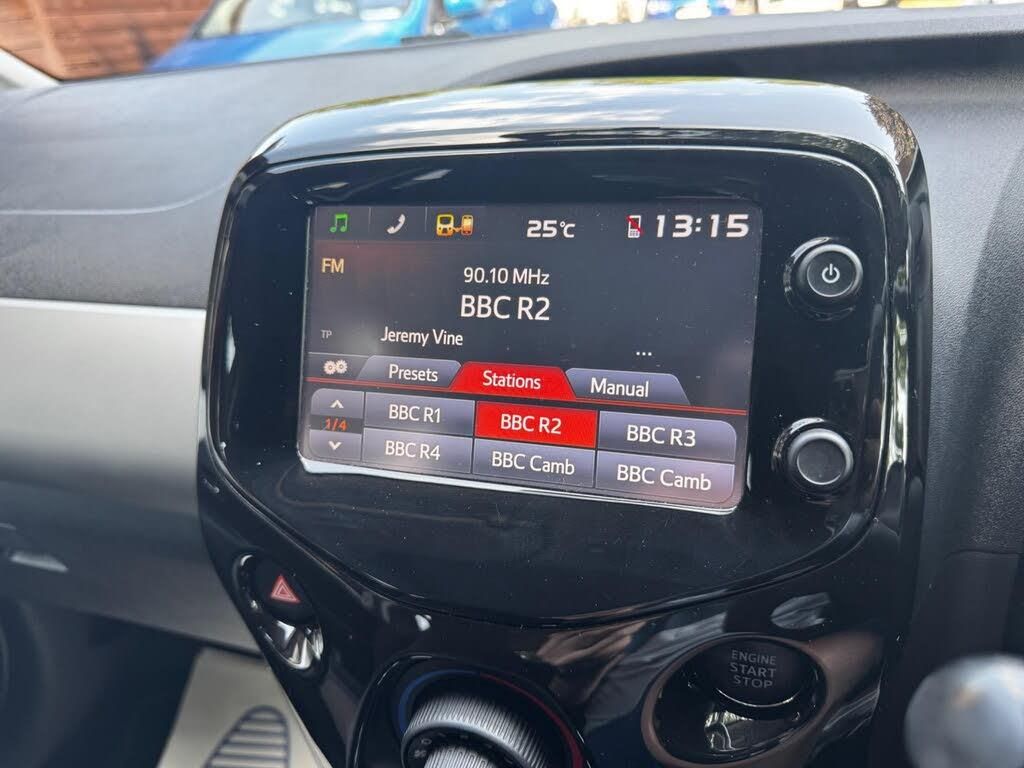 25°C 13:15
FM
90.10 MHz
BBC R2
TP
Jeremy Vine
...
Presets Stations Manual
1/4
BBC R1 BBC R2 BBC R3
BBC R4 BBC Camb BBC Camb
ENGINE
START
STOP